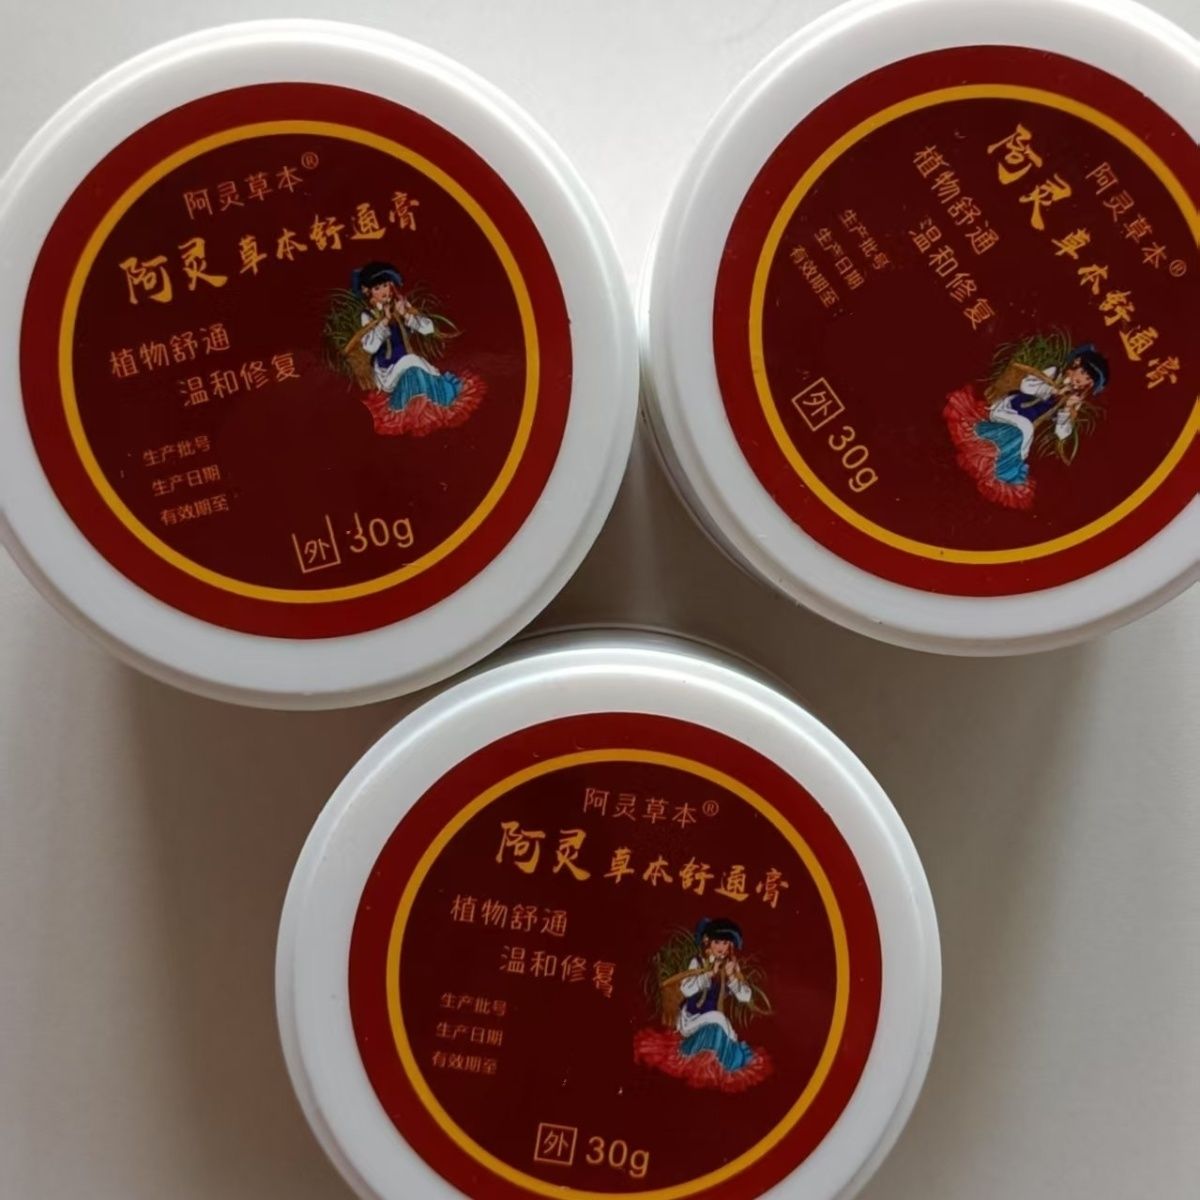 阿灵草本®
阿灵草本舒通膏
植物舒通
温和修复
生产批号
生产日期
有效期至
外 30g
阿灵草本®
阿灵草本舒通膏
植物舒通
温和修复
生产批号
生产日期
有效期至:
外 30g
阿灵草本®
阿灵草本舒通膏
植物舒通
温和修复
生产批号
生产日期
有效期至
外 30g